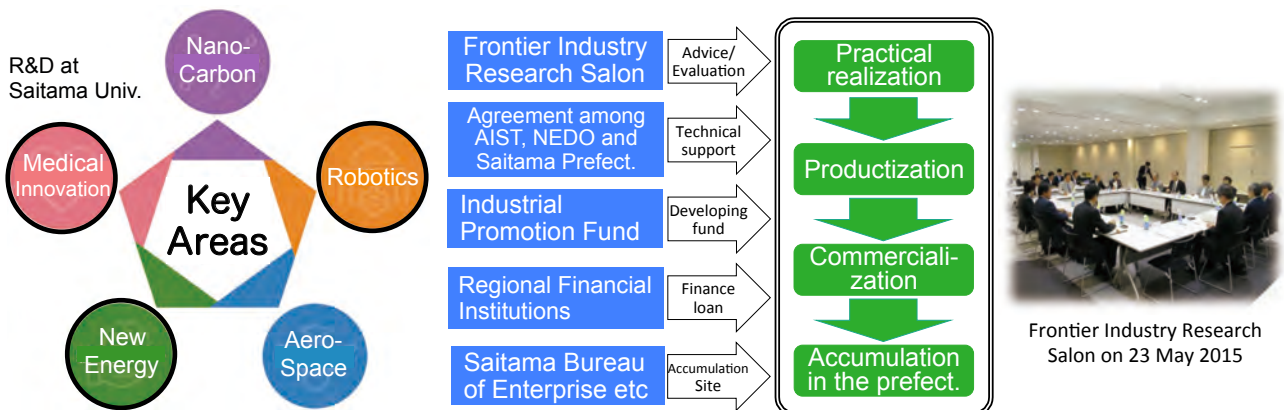 R&D at
Saitama Univ.
Nano-
Carbon
Medical
Innovation
Robotics
Key
Areas
New
Energy
Aero-
Space
Frontier Industry
Research Salon
Advice/
Evaluation
Agreement among
AIST, NEDO and
Saitama Prefect.
Technical
support
Industrial
Promotion Fund
Developing
fund
Regional Financial
Institutions
Finance
loan
Saitama Bureau
of Enterprise etc
Accumulation
Site
Practical
realization
Productization
Commerciali-
zation
Accumulation
in the prefect.
Frontier Industry Research
Salon on 23 May 2015